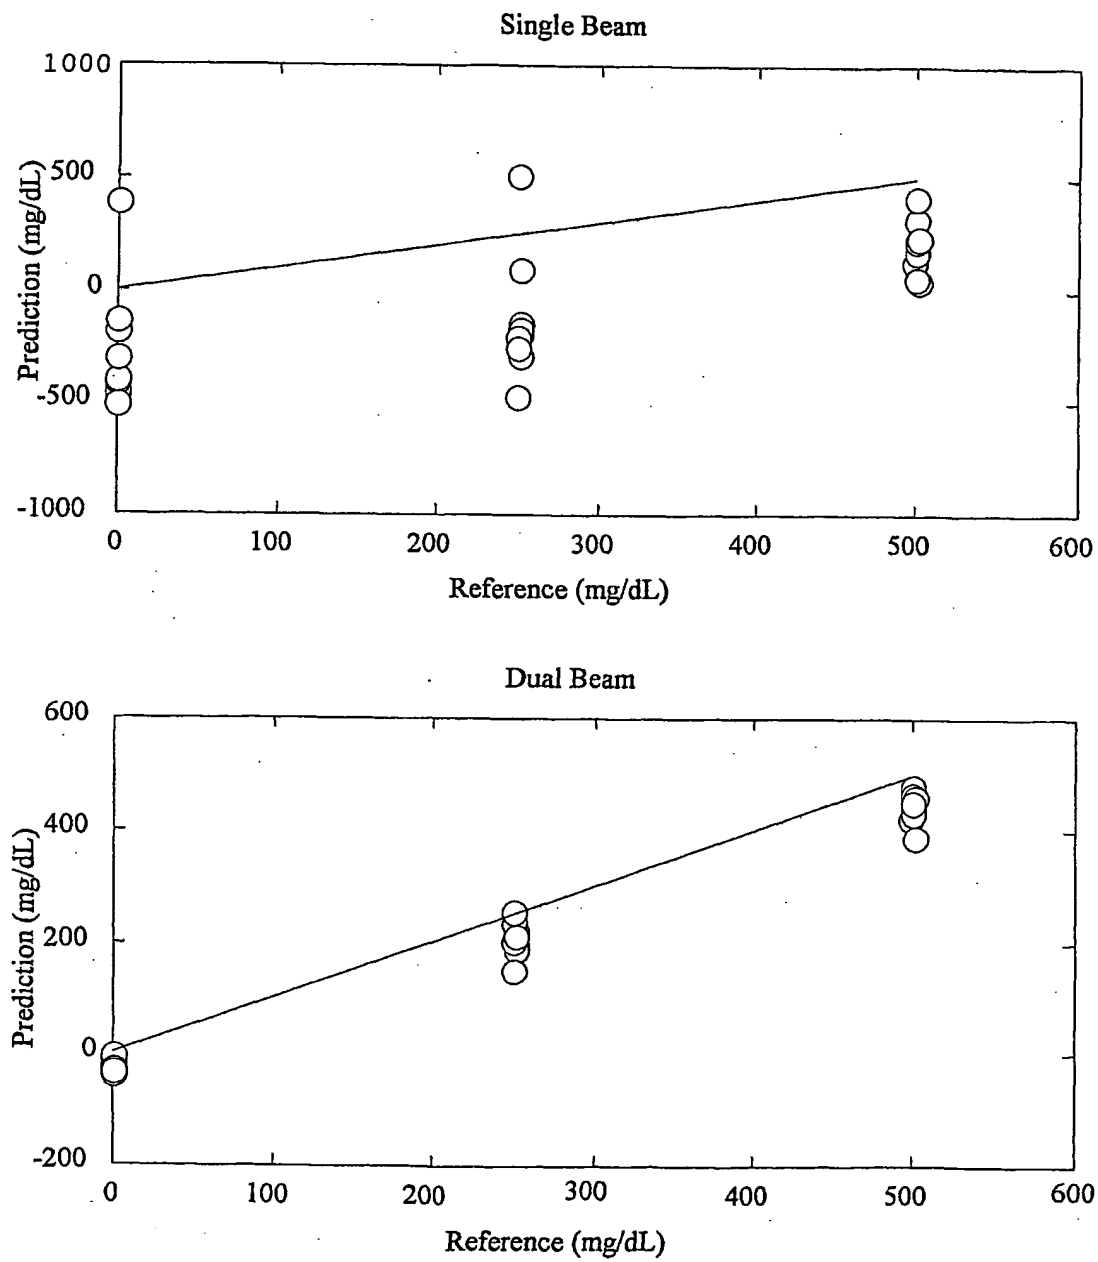 Single Beam
1000
500
0
-500
-1000
Prediction (mg/dL)
0 100 200 300 400 500 600
Reference (mg/dL)
Dual Beam
600
400
200
0
-200
Prediction (mg/dL)
0 100 200 300 400 500 600
Reference (mg/dL)